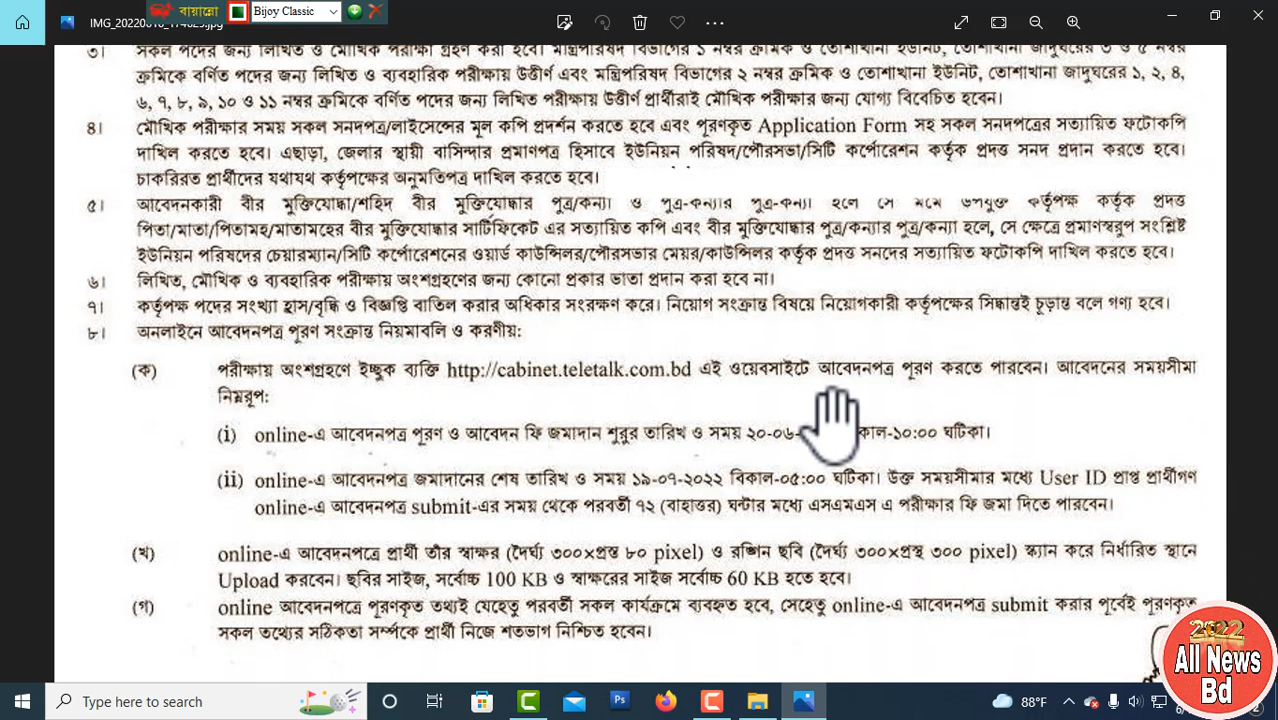 বায়ান্নো
Bijoy Classic
৩। সকল পদের জন্য লিখিত ও মৌখিক পরীক্ষা গ্রহণ করা হবে। মন্ত্রিপরিষদ বিভাগের ১ নম্বর ক্রমিক ও তোশাখানা ইউনিট, তোশাখানা জাদুঘরের ৩ ও ৫ নম্বর
ক্রমিকে বর্ণিত পদের জন্য লিখিত ও ব্যবহারিক পরীক্ষায় উত্তীর্ণ এবং মন্ত্রিপরিষদ বিভাগের ২ নম্বর ক্রমিক ও তোশাখানা ইউনিট, তোশাখানা জাদুঘরের ১, ২, ৪,
৬, ৭, ৮, ৯, ১০ ও ১১ নম্বর ক্রমিকে বর্ণিত পদের জন্য লিখিত পরীক্ষায় উত্তীর্ণ প্রার্থীরাই মৌখিক পরীক্ষার জন্য যোগ্য বিবেচিত হবেন।
৪। মৌখিক পরীক্ষার সময় সকল সনদপত্র/লাইসেন্সের মূল কপি প্রদর্শন করতে হবে এবং পূরণকৃত Application Form সহ সকল সনদপত্রের সত্যায়িত ফটোকপি
দাখিল করতে হবে। এছাড়া, জেলার স্থায়ী বাসিন্দার প্রমাণপত্র হিসাবে ইউনিয়ন পরিষদ/পৌরসভা/সিটি কর্পোরেশন কর্তৃক প্রদত্ত সনদ প্রদান করতে হবে।
চাকরিরত প্রার্থীদের যথাযথ কর্তৃপক্ষের অনুমতিপত্র দাখিল করতে হবে।
৫। আবেদনকারী বীর মুক্তিযোদ্ধা/শহিদ বীর মুক্তিযোদ্ধার পুত্র/কন্যা ও পুত্র-কন্যার পুত্র-কন্যা হলে সে মর্মে উপযুক্ত কর্তৃপক্ষ কর্তৃক প্রদত্ত
পিতা/মাতা/পিতামহ/মাতামহের বীর মুক্তিযোদ্ধার সার্টিফিকেট এর সত্যায়িত কপি এবং বীর মুক্তিযোদ্ধার পুত্র/কন্যার পুত্র/কন্যা হলে, সে ক্ষেত্রে প্রমাণস্বরুপ সংশ্লিষ্ট
ইউনিয়ন পরিষদের চেয়ারম্যান/সিটি কর্পোরেশনের ওয়ার্ড কাউন্সিলর/পৌরসভার মেয়র/কাউন্সিলর কর্তৃক প্রদত্ত সনদের সত্যায়িত ফটোকপি দাখিল করতে হবে।
৬। লিখিত, মৌখিক ও ব্যবহারিক পরীক্ষায় অংশগ্রহণের জন্য কোনো প্রকার ভাতা প্রদান করা হবে না।
৭। কর্তৃপক্ষ পদের সংখ্যা হ্রাস/বৃদ্ধি ও বিজ্ঞপ্তি বাতিল করার অধিকার সংরক্ষণ করে। নিয়োগ সংক্রান্ত বিষয়ে নিয়োগকারী কর্তৃপক্ষের সিদ্ধান্তই চূড়ান্ত বলে গণ্য হবে।
৮। অনলাইনে আবেদনপত্র পূরণ সংক্রান্ত নিয়মাবলি ও করণীয়:
(ক) পরীক্ষায় অংশগ্রহণে ইচ্ছুক ব্যক্তি http://cabinet.teletalk.com.bd এই ওয়েবসাইটে আবেদনপত্র পূরণ করতে পারবেন। আবেদনের সময়সীমা
নিম্নরূপ:
(i) online-এ আবেদনপত্র পূরণ ও আবেদন ফি জমাদান শুরুর তারিখ ও সময় ২০-০৬- কাল-১০:০০ ঘটিকা।
(ii) online-এ আবেদনপত্র জমাদানের শেষ তারিখ ও সময় ১৯-০৭-২০২২ বিকাল-০৫:০০ ঘটিকা। উক্ত সময়সীমার মধ্যে User ID প্রাপ্ত প্রার্থীগণ
online-এ আবেদনপত্র submit-এর সময় থেকে পরবর্তী ৭২ (বাহাত্তর) ঘন্টার মধ্যে এসএমএস এ পরীক্ষার ফি জমা দিতে পারবেন।
(খ) online-এ আবেদনপত্রে প্রার্থী তাঁর স্বাক্ষর (দৈর্ঘ্য ৩০০×প্রস্ত ৮০ pixel) ও রঙ্গিন ছবি (দৈর্ঘ্য ৩০০×প্রস্থ ৩০০ pixel) স্ক্যান করে নির্ধারিত স্থানে
Upload করবেন। ছবির সাইজ, সর্বোচ্চ 100 KB ও স্বাক্ষরের সাইজ সর্বোচ্চ 60 KB হতে হবে।
(গ) online আবেদনপত্রে পূরণকৃত তথ্যই যেহেতু পরবর্তী সকল কার্যক্রমে ব্যবহৃত হবে, সেহেতু online-এ আবেদনপত্র submit করার পূর্বেই পূরণকৃত
সকল তথ্যের সঠিকতা সর্ম্পকে প্রার্থী নিজে শতভাগ নিশ্চিত হবেন।
2022
All News
Bd
Type here to search
Ps
88°F